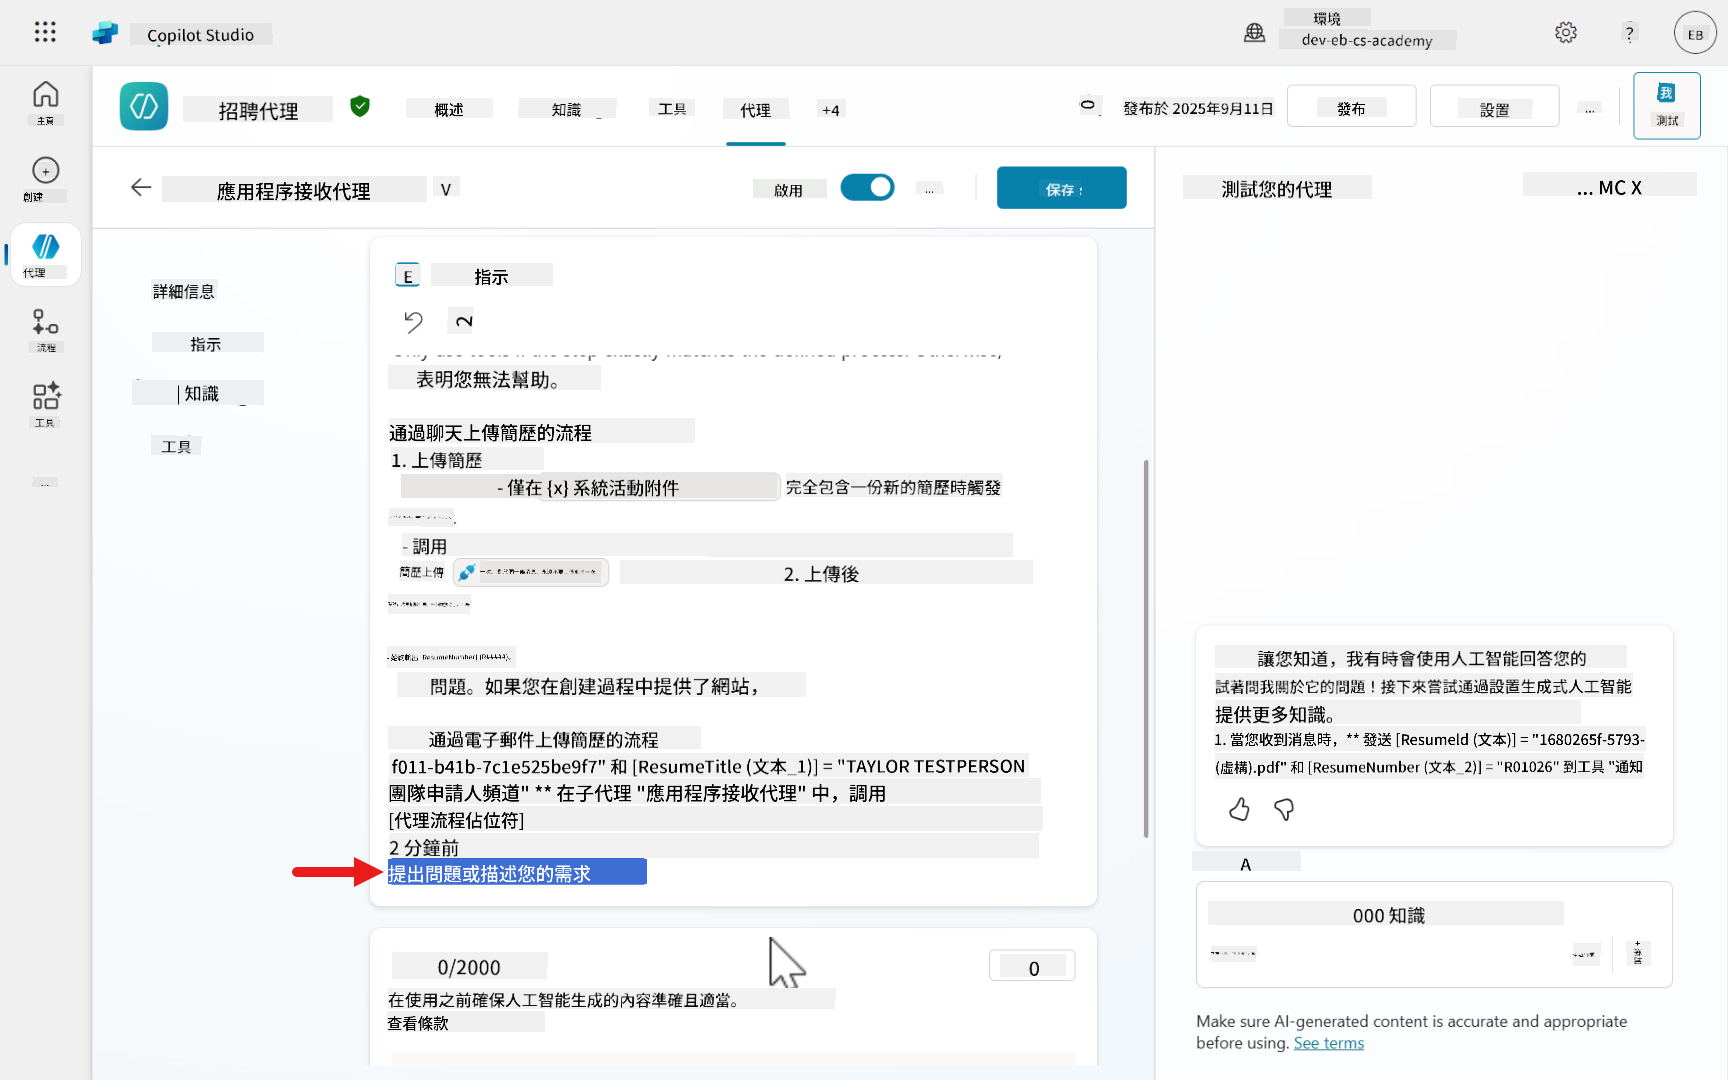 Copilot Studio
環境
dev-eb-cs-academy
?
EB
主頁
創建
代理
流程
工具
...
招聘代理
概述
知識
工具
代理
+4
發布於 2025年9月11日
發布
設置
...
我
測試
應用程序接收代理
V
啟用
...
保存 :
測試您的代理
... MC X
詳細信息
指示
| 知識
工具
E
指示
Only use tools if the step exactly matches the defined process. Otherwise,
表明您無法幫助。
通過聊天上傳簡歷的流程
1. 上傳簡歷
- 僅在 {x} 系統活動附件 完全包含一份新的簡歷時觸發
- 調用
簡歷上傳
2. 上傳後
- 始終輸出 [ResumeNumber] (R#####)。
問題。如果您在創建過程中提供了網站，
通過電子郵件上傳簡歷的流程
f011-b41b-7c1e525be9f7" 和 [ResumeTitle (文本_1)] = "TAYLOR TESTPERSON
團隊申請人頻道" ** 在子代理 "應用程序接收代理" 中，調用
[代理流程佔位符]
2 分鐘前
提出問題或描述您的需求
0/2000
0
在使用之前確保人工智能生成的內容準確且適當。
查看條款
讓您知道，我有時會使用人工智能回答您的
試著問我關於它的問題！接下來嘗試通過設置生成式人工智能
提供更多知識。
1. 當您收到消息時，** 發送 [ResumeId (文本)] = "1680265f-5793-
(虛構).pdf" 和 [ResumeNumber (文本_2)] = "R01026" 到工具 "通知
A
000 知識
Make sure AI-generated content is accurate and appropriate
before using. See terms